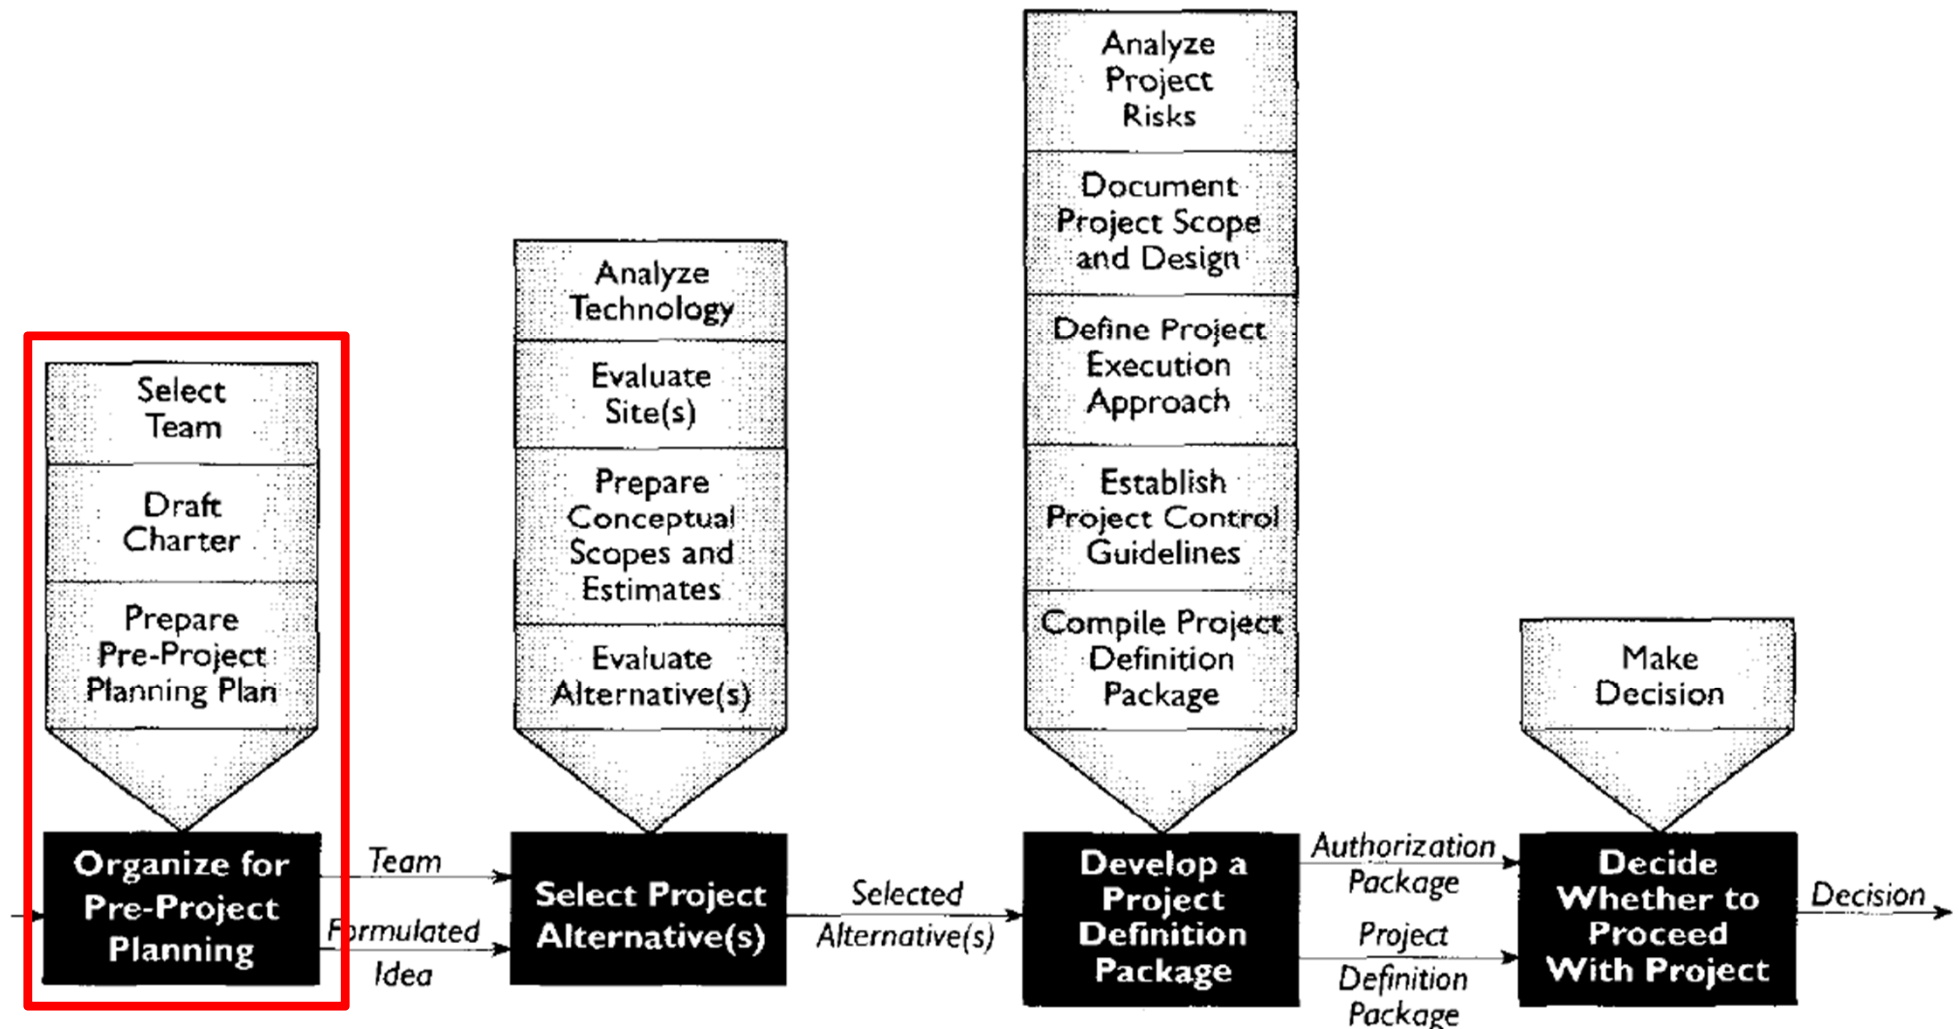 Select
Team
Draft
Charter
Prepare
Pre-Project
Planning Plan
Organize for
Pre-Project
Planning
Team
Formulated
Idea
Analyze
Technology
Evaluate
Site(s)
Prepare
Conceptual
Scopes and
Estimates
Evaluate
Alternative(s)
Select Project
Alternative(s)
Selected
Alternative(s)
Analyze
Project
Risks
Document
Project Scope
and Design
Define Project
Execution
Approach
Establish
Project Control
Guidelines
Compile Project
Definition
Package
Develop a
Project
Definition
Package
Authorization
Package
Project
Definition
Package
Make
Decision
Decide
Whether to
Proceed
With Project
Decision